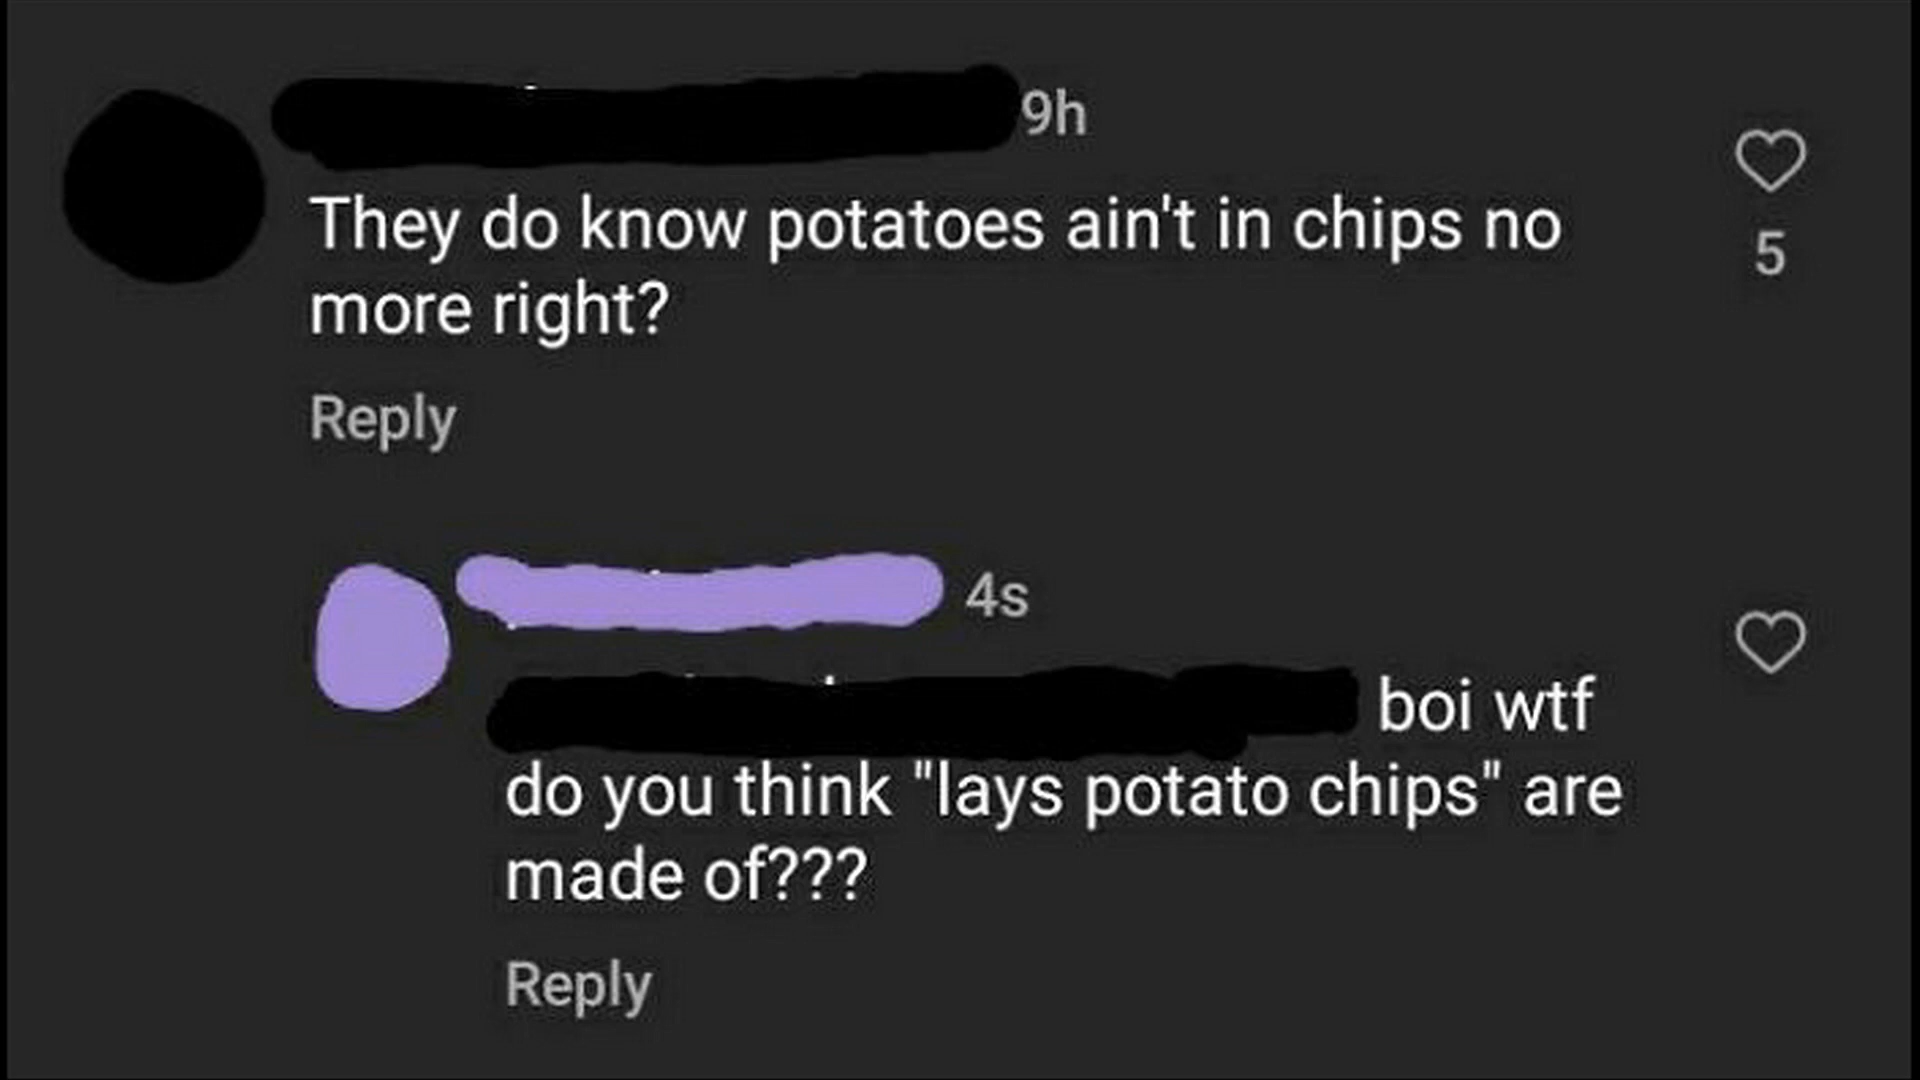 9h
They do know potatoes ain't in chips no
more right?
5
Reply
4s
boi wtf
do you think "lays potato chips" are
made of???
Reply